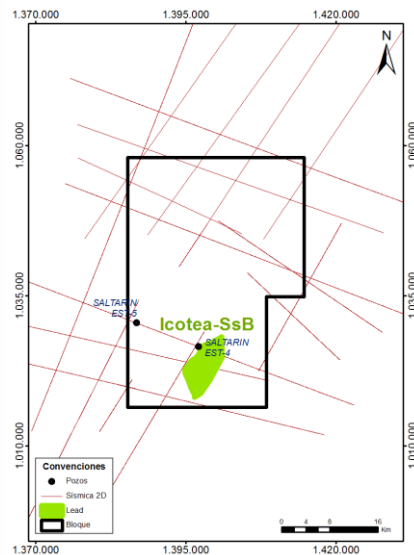 1.370.000 1.395.000 1.420.000
N
1.060.000 1.060.000
1.035.000 1.035.000
SALTARIN
EST-5
Icotea-SsB
SALTARIN
EST-4
1.010.000 1.010.000
Convenciones
Pozos
Sísmica 2D
Lead
Bloque
0 4 8 16
Km
1.370.000 1.395.000 1.420.000